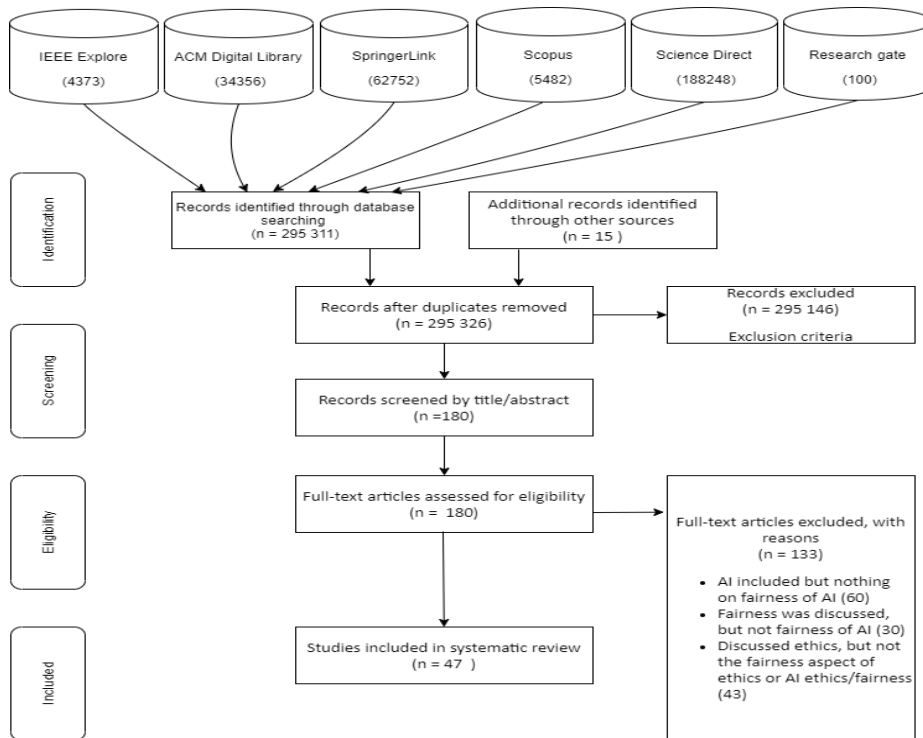 IEEE Explore
(4373)
ACM Digital Library
(34356)
SpringerLink
(62752)
Scopus
(5482)
Science Direct
(188248)
Research gate
(100)
Identification
Records identified through database
searching
(n = 295 311)
Additional records identified
through other sources
(n = 15 )
Records after duplicates removed
(n = 295 326)
Records excluded
(n = 295 146)
Exclusion criteria
Screening
Records screened by title/abstract
(n =180)
Eligibility
Full-text articles assessed for eligibility
(n = 180)
Full-text articles excluded, with
reasons
(n = 133)
• AI included but nothing
on fairness of AI (60)
• Fairness was discussed,
but not fairness of AI (30)
• Discussed ethics, but not
the fairness aspect of
ethics or AI ethics/fairness
(43)
Included
Studies included in systematic review
(n = 47 )